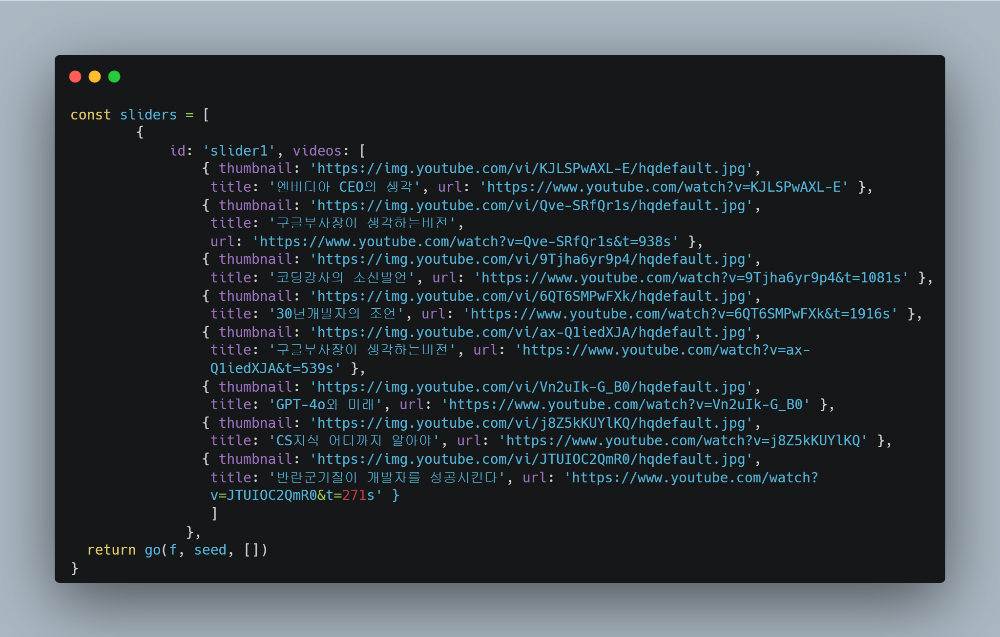 const sliders = [
{
id: 'slider1', videos: [
{ thumbnail: 'https://img.youtube.com/vi/KJLSPwAXL-E/hqdefault.jpg',
title: '엔비디아 CEO의 생각', url: 'https://www.youtube.com/watch?v=KJLSPwAXL-E' },
{ thumbnail: 'https://img.youtube.com/vi/Qve-SRfQr1s/hqdefault.jpg',
title: '구글부사장이 생각하는비전',
url: 'https://www.youtube.com/watch?v=Qve-SRfQr1s&t=938s' },
{ thumbnail: 'https://img.youtube.com/vi/9Tjha6yr9p4/hqdefault.jpg',
title: '코딩강사의 소신발언', url: 'https://www.youtube.com/watch?v=9Tjha6yr9p4&t=1081s' },
{ thumbnail: 'https://img.youtube.com/vi/6QT6SMPwFXk/hqdefault.jpg',
title: '30년개발자의 조언', url: 'https://www.youtube.com/watch?v=6QT6SMPwFXk&t=1916s' },
{ thumbnail: 'https://img.youtube.com/vi/ax-Q1iedXJA/hqdefault.jpg',
title: '구글부사장이 생각하는비전', url: 'https://www.youtube.com/watch?v=ax-
Q1iedXJA&t=539s' },
{ thumbnail: 'https://img.youtube.com/vi/Vn2uIk-G_B0/hqdefault.jpg',
title: 'GPT-4o와 미래', url: 'https://www.youtube.com/watch?v=Vn2uIk-G_B0' },
{ thumbnail: 'https://img.youtube.com/vi/j8Z5kKUYlKQ/hqdefault.jpg',
title: 'CS지식 어디까지 알아야', url: 'https://www.youtube.com/watch?v=j8Z5kKUYlKQ' },
{ thumbnail: 'https://img.youtube.com/vi/JTUIOC2QmR0/hqdefault.jpg',
title: '반란군기질이 개발자를 성공시킨다', url: 'https://www.youtube.com/watch?
v=JTUIOC2QmR0&t=271s' }
]
},
return go(f, seed, [])
}